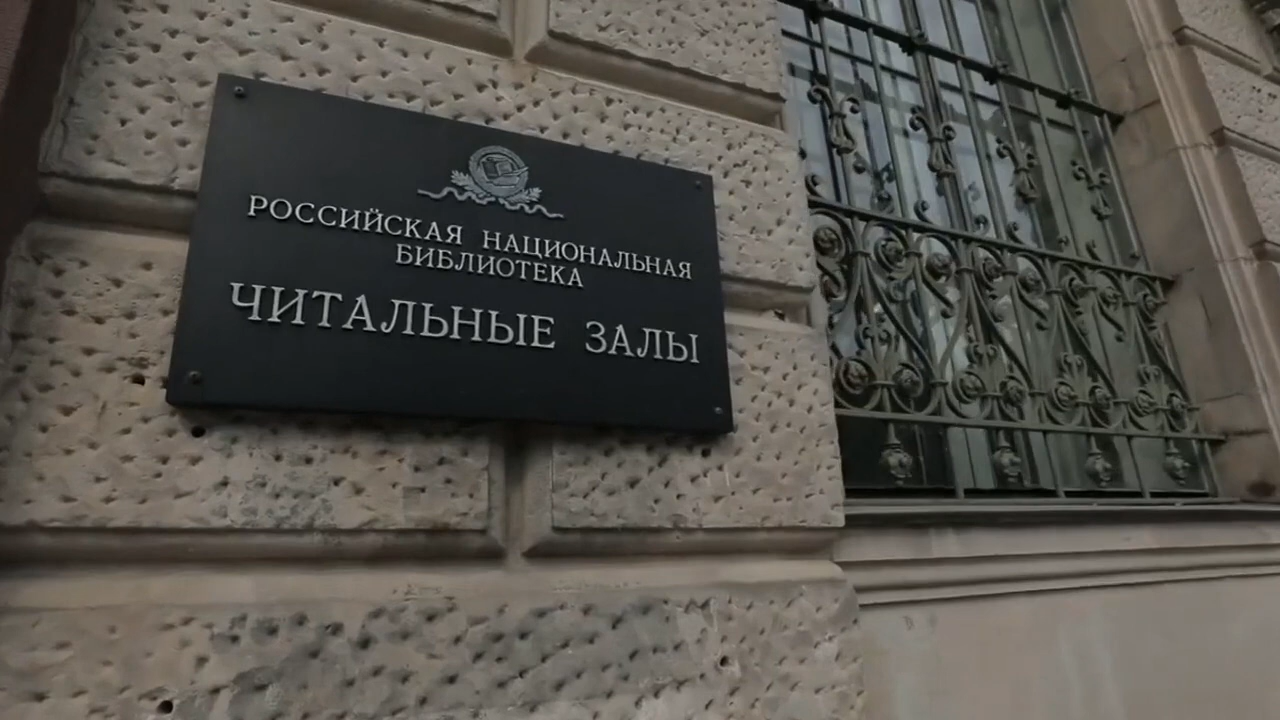 РОССИЙСКАЯ НАЦИОНАЛЬНАЯ
БИБЛИОТЕКА
ЧИТАЛЬНЫЕ ЗАЛЫ